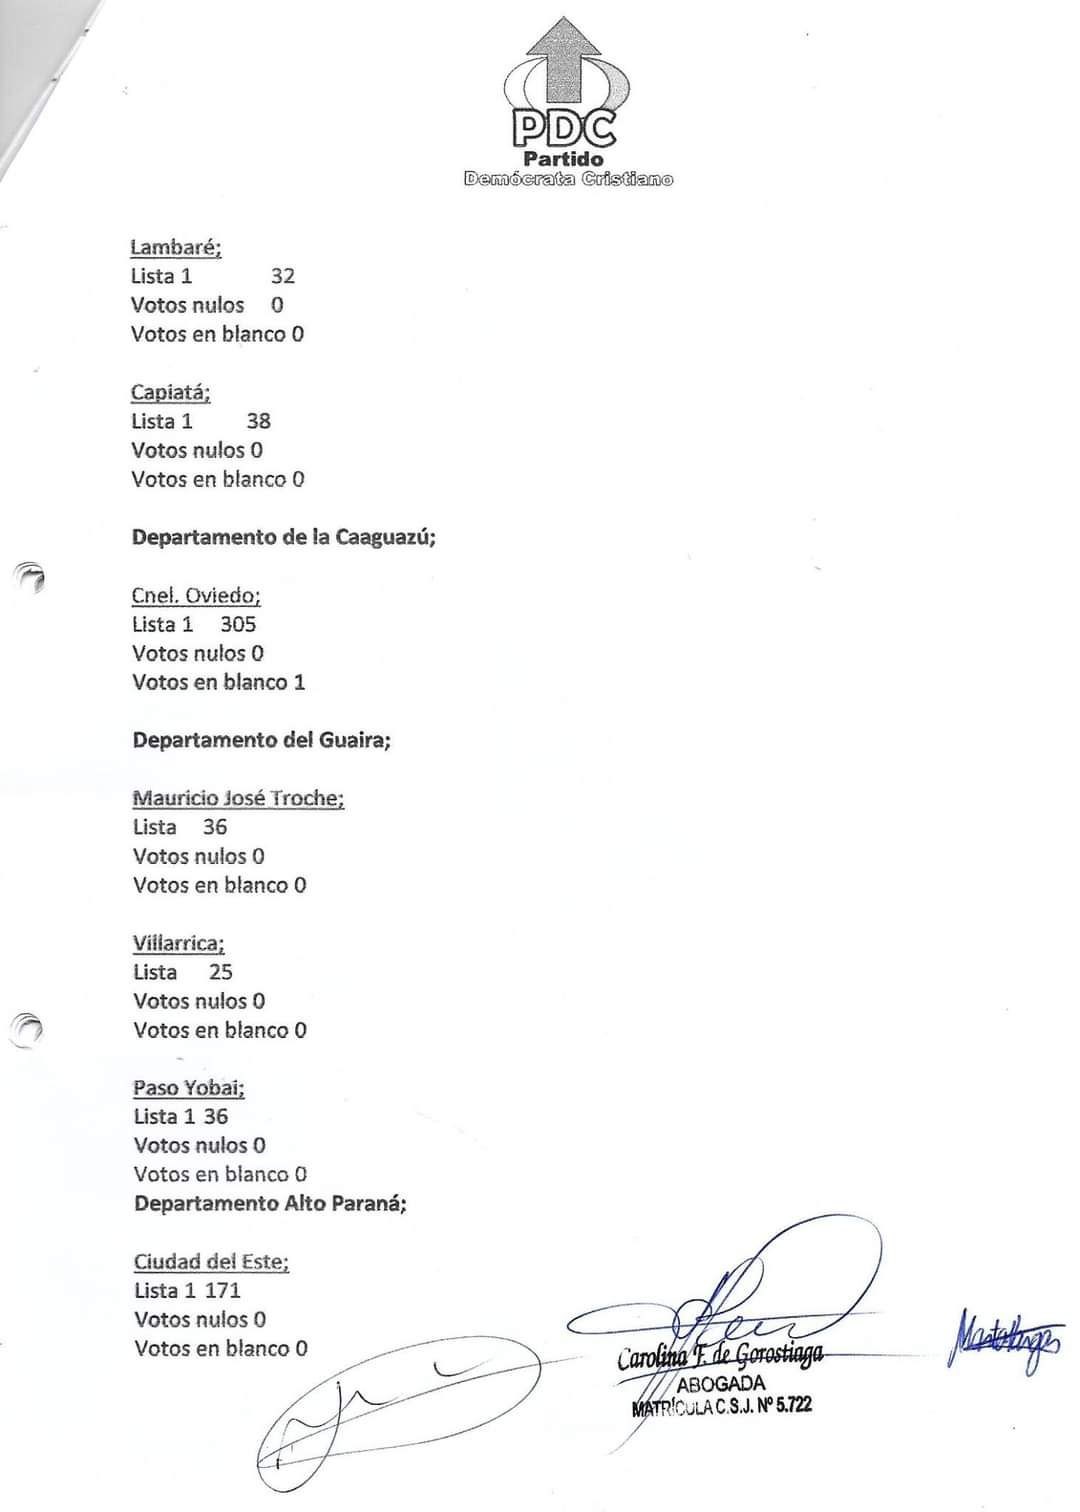 PDC
Partido
Demócrata Cristiano
Lambaré;
Lista 1 32
Votos nulos 0
Votos en blanco 0
Capiatá;
Lista 1 38
Votos nulos 0
Votos en blanco 0
Departamento de la Caaguazú;
Cnel. Oviedo;
Lista 1 305
Votos nulos 0
Votos en blanco 1
Departamento del Guaira;
Mauricio José Troche;
Lista 36
Votos nulos 0
Votos en blanco 0
Villarrica;
Lista 25
Votos nulos 0
Votos en blanco 0
Paso Yobai;
Lista 1 36
Votos nulos 0
Votos en blanco 0
Departamento Alto Paraná;
Ciudad del Este;
Lista 1 171
Votos nulos 0
Votos en blanco 0
Carolina F. de Gorostiaga
ABOGADA
MATRÍCULA C.S.J. Nº 5.722